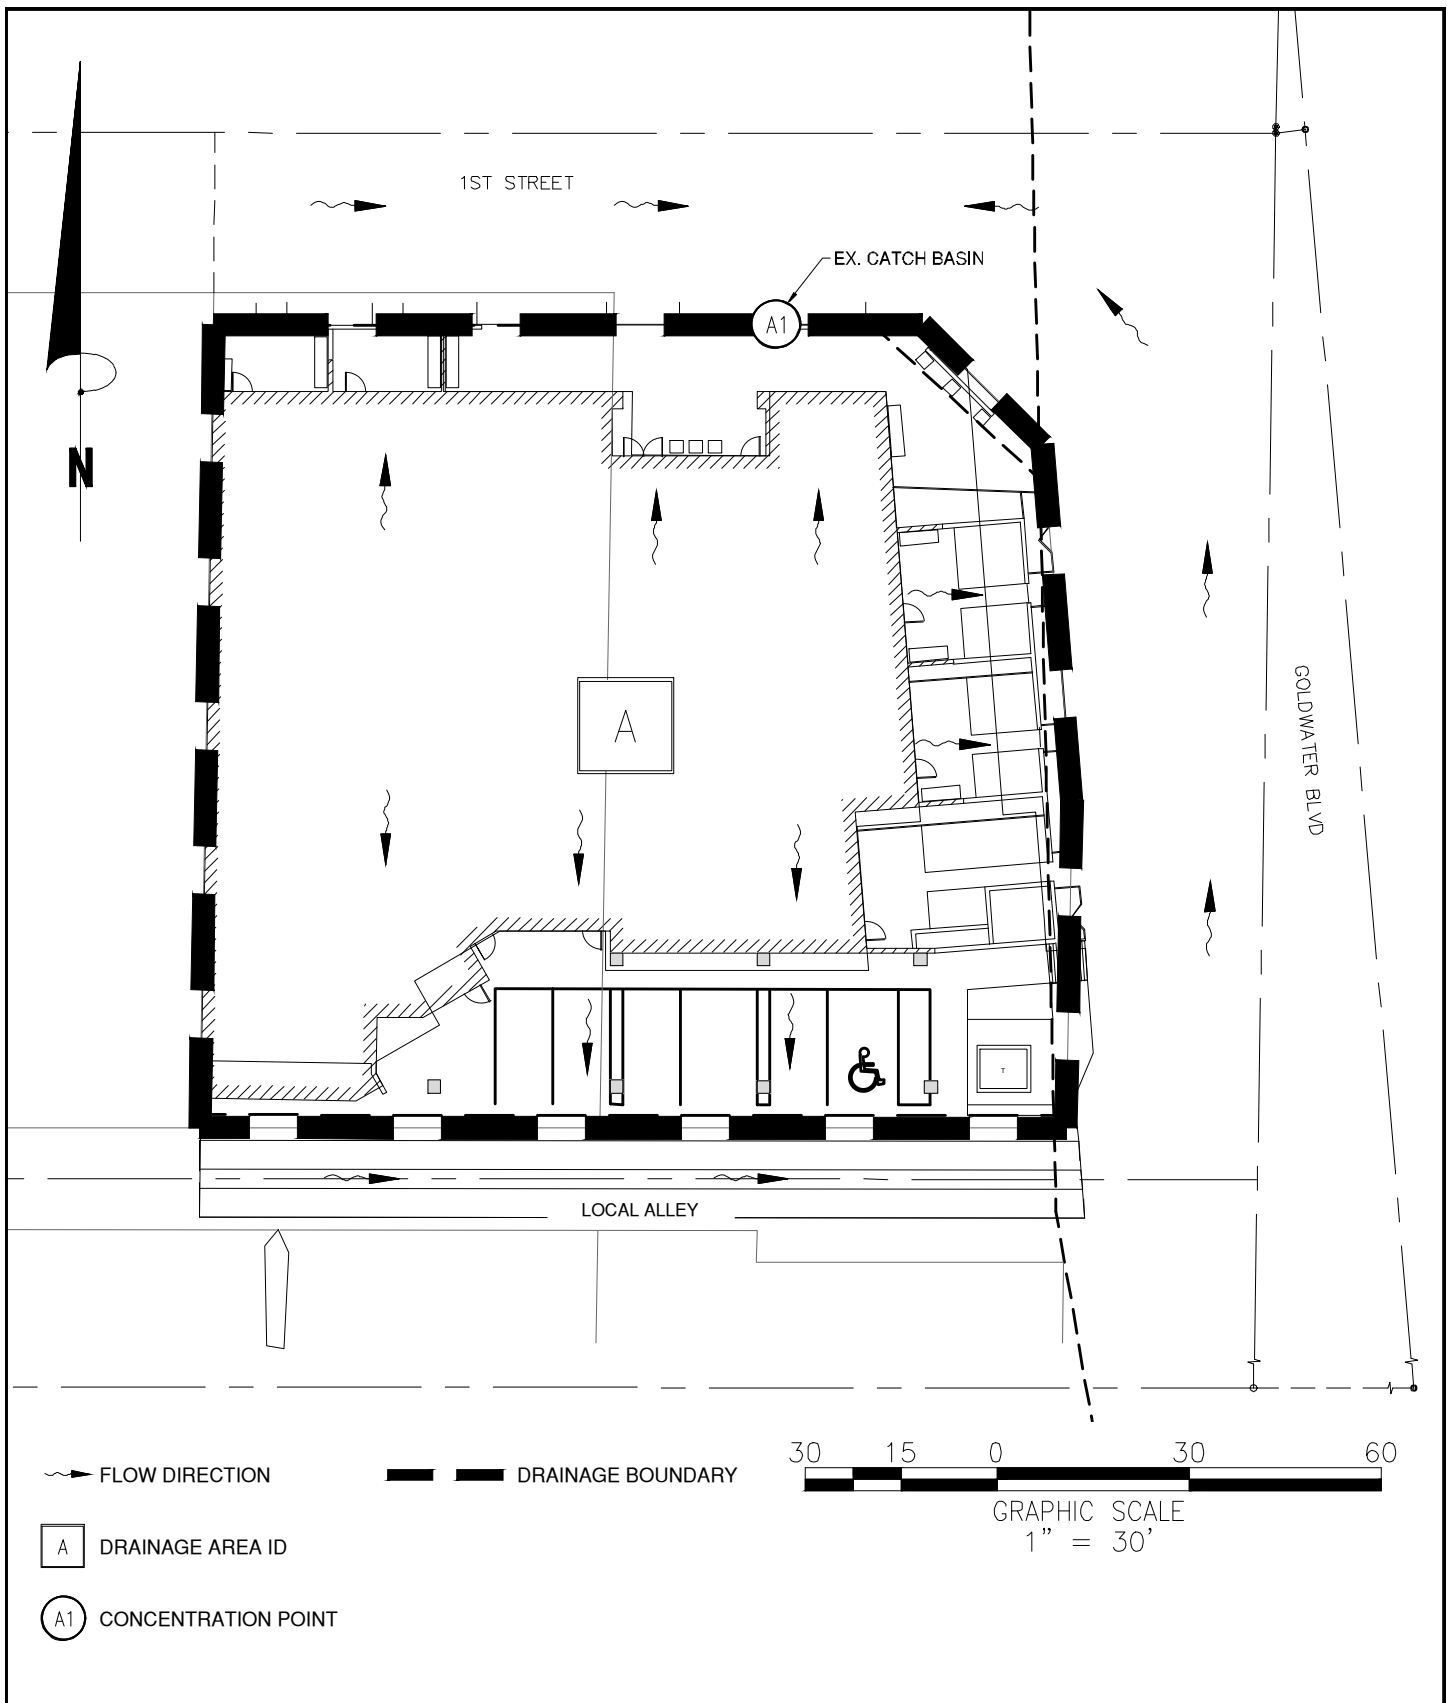 1ST STREET
EX. CATCH BASIN
A1
N
A
GOLDWATER BLVD
T
LOCAL ALLEY
FLOW DIRECTION
DRAINAGE BOUNDARY
30 15 0 30 60
GRAPHIC SCALE
1" = 30'
A DRAINAGE AREA ID
A1 CONCENTRATION POINT